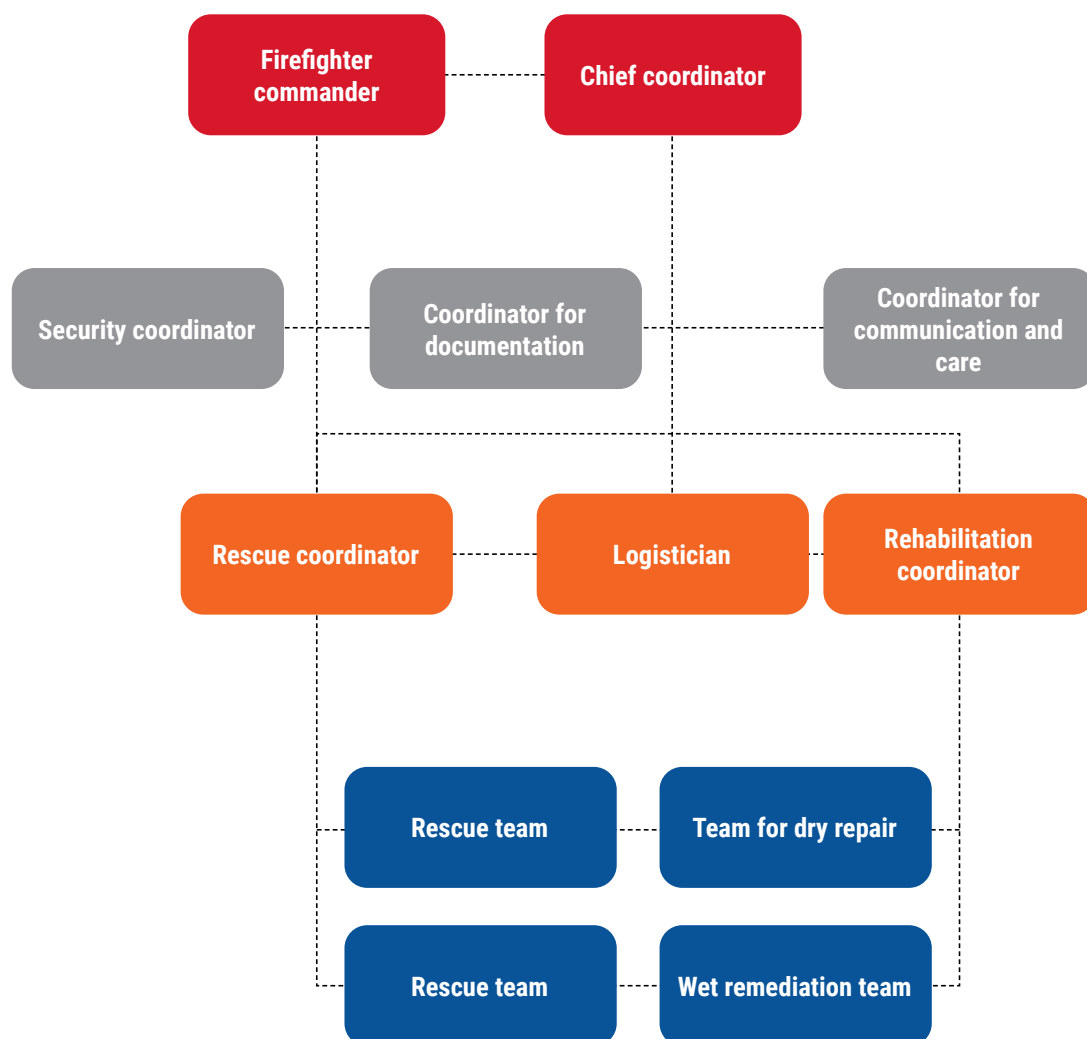 Firefighter
commander
Chief coordinator
Security coordinator
Coordinator for
documentation
Coordinator for
communication and
care
Rescue coordinator
Logistician
Rehabilitation
coordinator
Rescue team
Team for dry repair
Rescue team
Wet remediation team